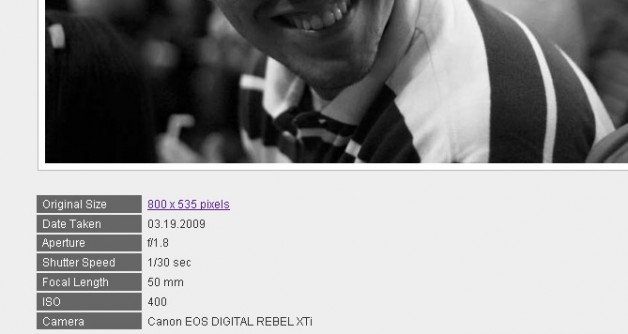 Original Size 800 x 535 pixels
Date Taken 03.19.2009
Aperture f/1.8
Shutter Speed 1/30 sec
Focal Length 50 mm
ISO 400
Camera Canon EOS DIGITAL REBEL XTi